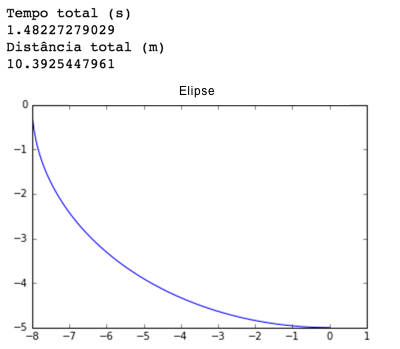 Tempo total (s)
1.48227279029
Distância total (m)
10.3925447961
Elipse
0
−1
−2
−3
−4
−5
−8 −7 −6 −5 −4 −3 −2 −1 0 1